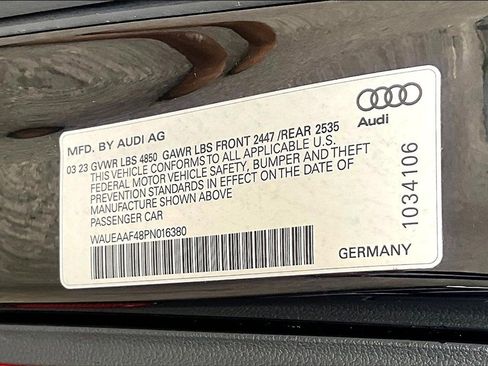 MFD. BY AUDI AG
03 23 GVWR LBS 4850 GAWR LBS FRONT 2447 /REAR 2535
THIS VEHICLE CONFORMS TO ALL APPLICABLE U.S.
FEDERAL MOTOR VEHICLE SAFETY, BUMPER AND THEFT
PREVENTION STANDARDS IN EFFECT ON THE DATE OF
MANUFACTURE SHOWN ABOVE
PASSENGER CAR
WAUEAAF48PN016380
Audi
1034106
GERMANY